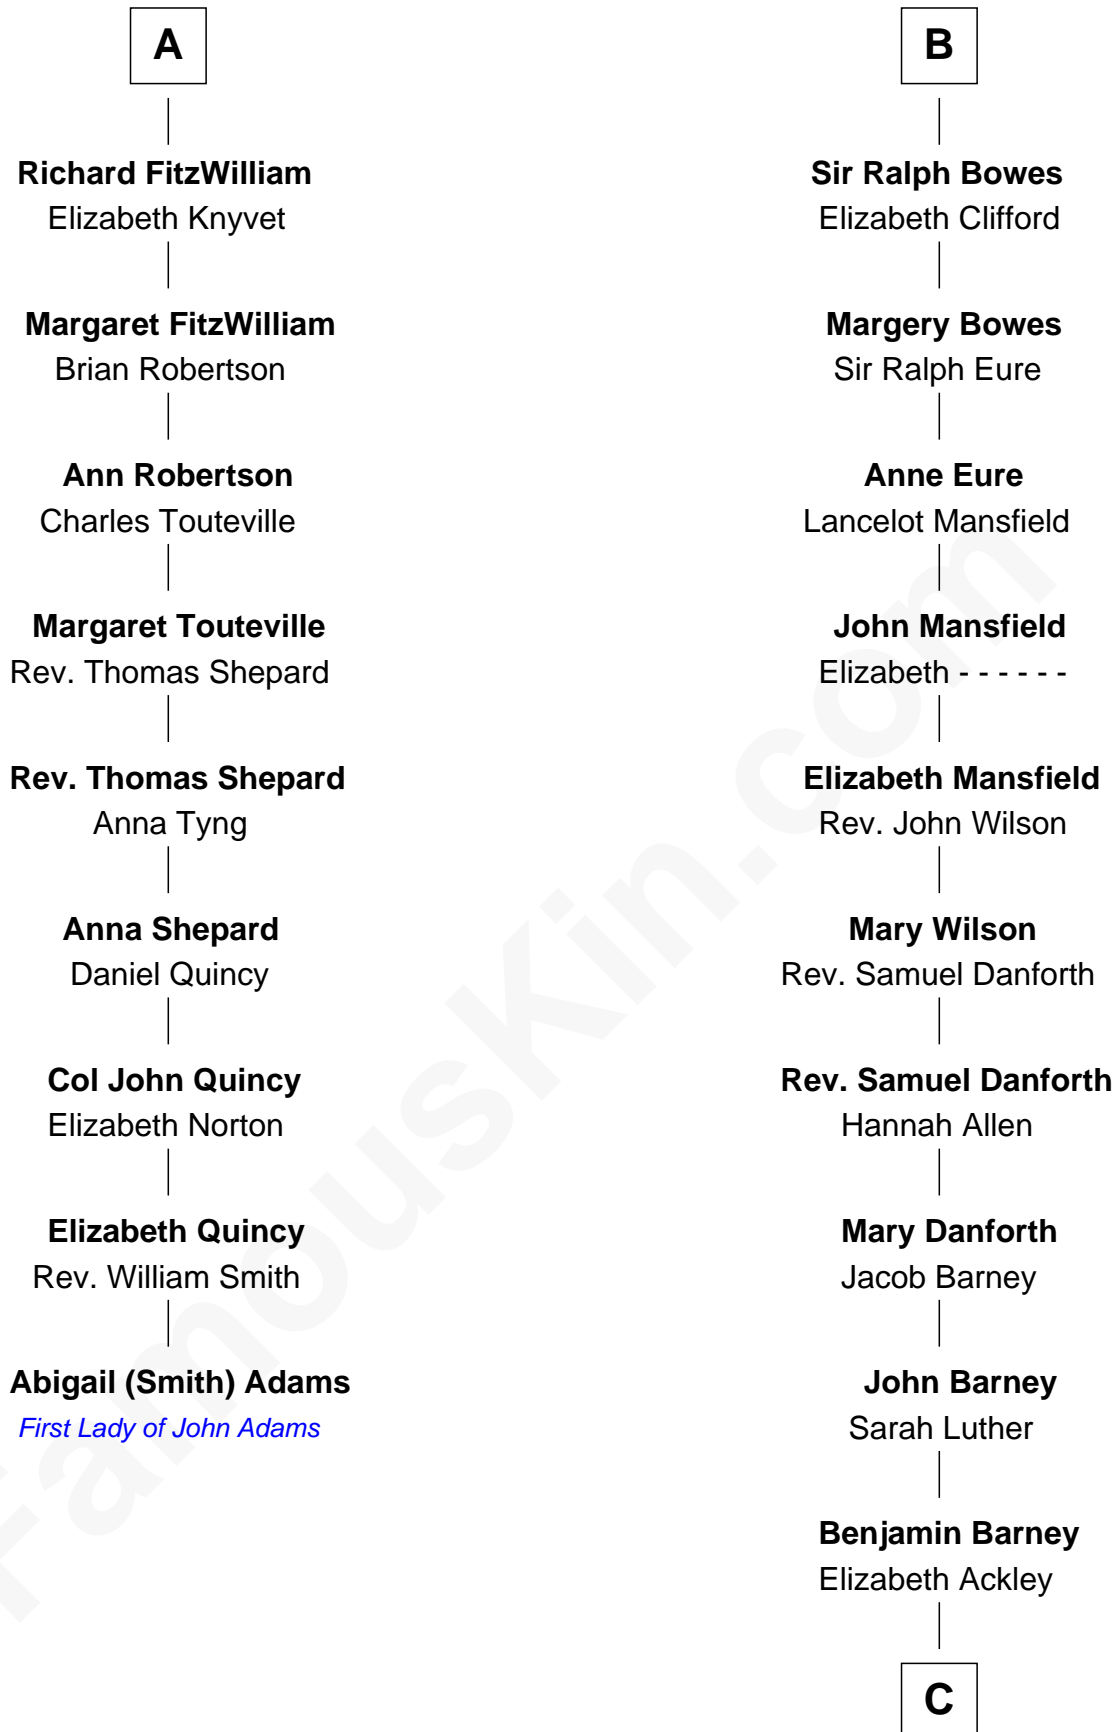 A
Richard FitzWilliam
Elizabeth Knyvet
Margaret FitzWilliam
Brian Robertson
Ann Robertson
Charles Touteville
Margaret Touteville
Rev. Thomas Shepard
Rev. Thomas Shepard
Anna Tyng
Anna Shepard
Daniel Quincy
Col John Quincy
Elizabeth Norton
Elizabeth Quincy
Rev. William Smith
Abigail (Smith) Adams
First Lady of John Adams
B
Sir Ralph Bowes
Elizabeth Clifford
Margery Bowes
Sir Ralph Eure
Anne Eure
Lancelot Mansfield
John Mansfield
Elizabeth - - - - - -
Elizabeth Mansfield
Rev. John Wilson
Mary Wilson
Rev. Samuel Danforth
Rev. Samuel Danforth
Hannah Allen
Mary Danforth
Jacob Barney
John Barney
Sarah Luther
Benjamin Barney
Elizabeth Ackley
C
FamousKin.com